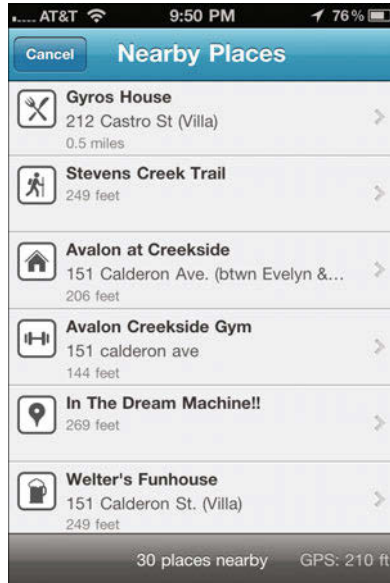 AT&T 9:50 PM 76%
Cancel Nearby Places
Gyros House
212 Castro St (Villa)
0.5 miles
Stevens Creek Trail
249 feet
Avalon at Creekside
151 Calderon Ave. (btwn Evelyn &...
206 feet
Avalon Creekside Gym
151 calderon ave
144 feet
In The Dream Machine!!
269 feet
Welter's Funhouse
151 Calderon St. (Villa)
249 feet
30 places nearby GPS: 210 ft